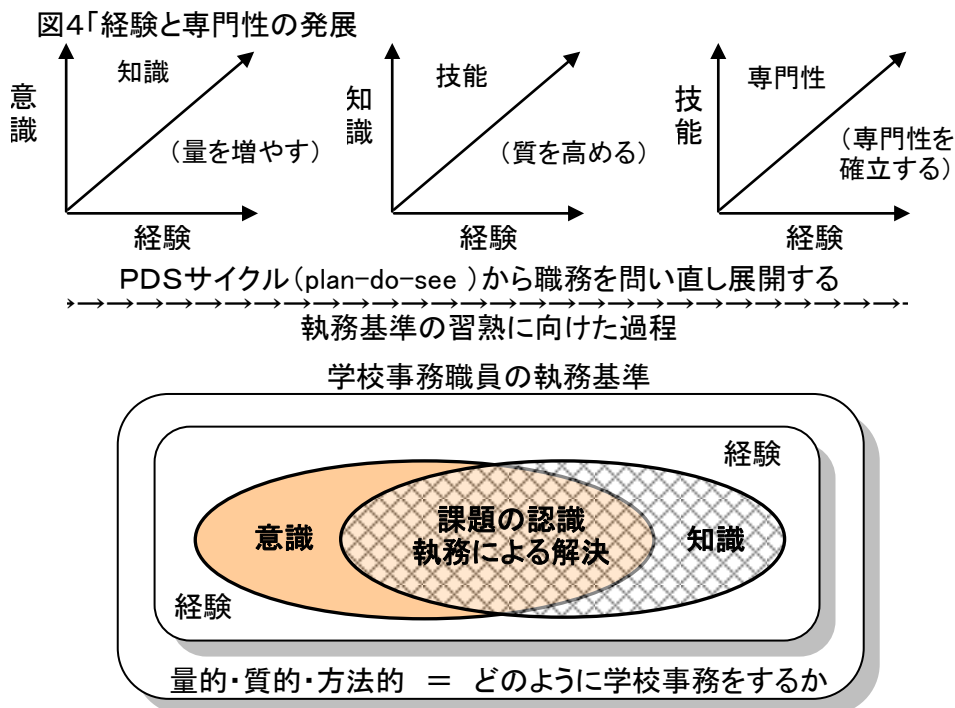 図4「経験と専門性の発展
意識
知識
(量を増やす)
経験
知識
技能
(質を高める)
経験
技能
専門性
(専門性を
確立する)
経験
PDSサイクル(plan-do-see )から職務を問い直し展開する
執務基準の習熟に向けた過程
学校事務職員の執務基準
経験
意識
課題の認識
執務による解決
知識
経験
量的・質的・方法的 = どのように学校事務をするか